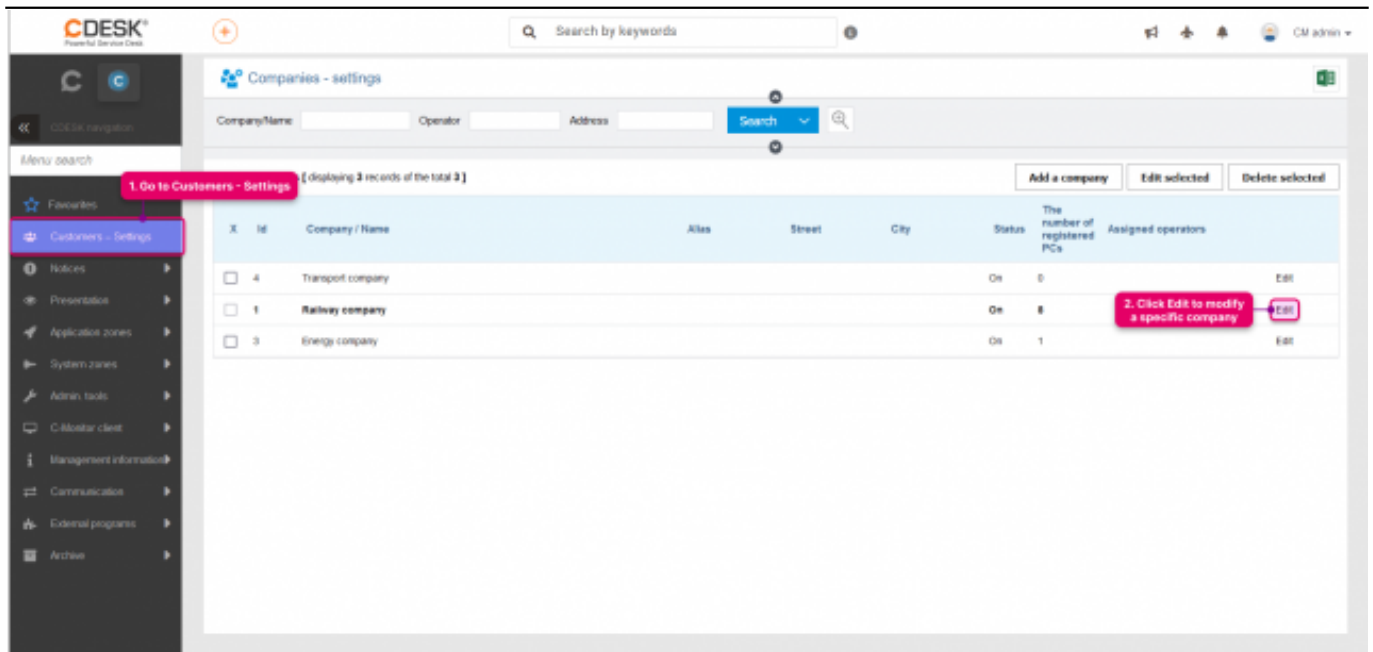 CDESK®
Powerful Service Desk
Search by keywords
CM admin
C C
Companies - settings
CDESK navigation
Company/Name Operator Address Search
Menu search
[ displaying 3 records of the total 3 ]
Add a company Edit selected Delete selected
1. Go to Customers - Settings
Favourites
Customers – Settings
Notices
Presentation
Application zones
System zones
Admin. tools
C-Monitor client
Management information
Communication
External programs
Archive
X Id Company / Name Alias Street City Status The number of registered PCs Assigned operators
4 Transport company On 0 Edit
1 Railway company On 8 Edit
3 Energy company On 1 Edit
2. Click Edit to modify
a specific company